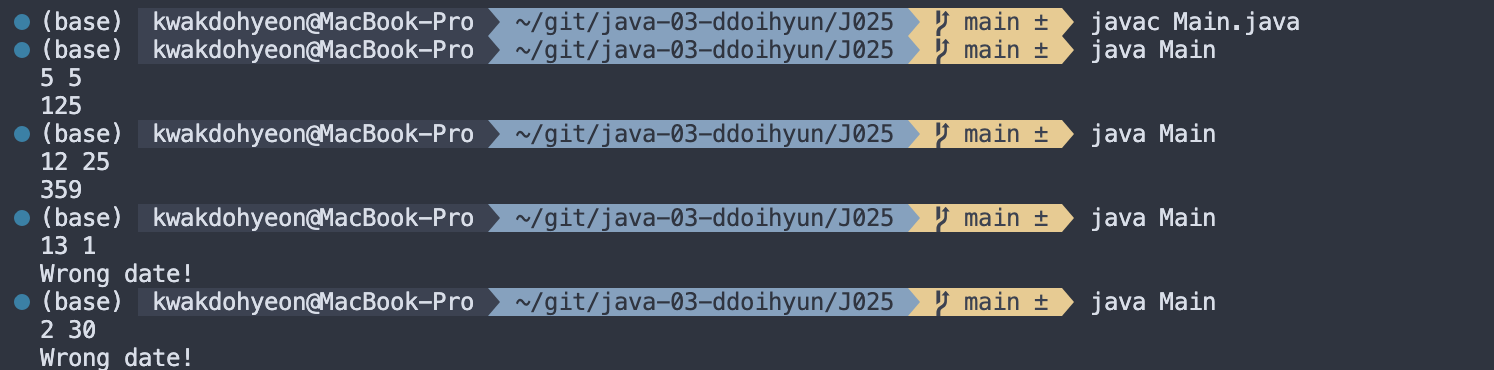 (base) kwakdohyeon@MacBook-Pro ~/git/java-03-ddoihyun/J025 main ± javac Main.java
(base) kwakdohyeon@MacBook-Pro ~/git/java-03-ddoihyun/J025 main ± java Main
5 5
125
(base) kwakdohyeon@MacBook-Pro ~/git/java-03-ddoihyun/J025 main ± java Main
12 25
359
(base) kwakdohyeon@MacBook-Pro ~/git/java-03-ddoihyun/J025 main ± java Main
13 1
Wrong date!
(base) kwakdohyeon@MacBook-Pro ~/git/java-03-ddoihyun/J025 main ± java Main
2 30
Wrong date!